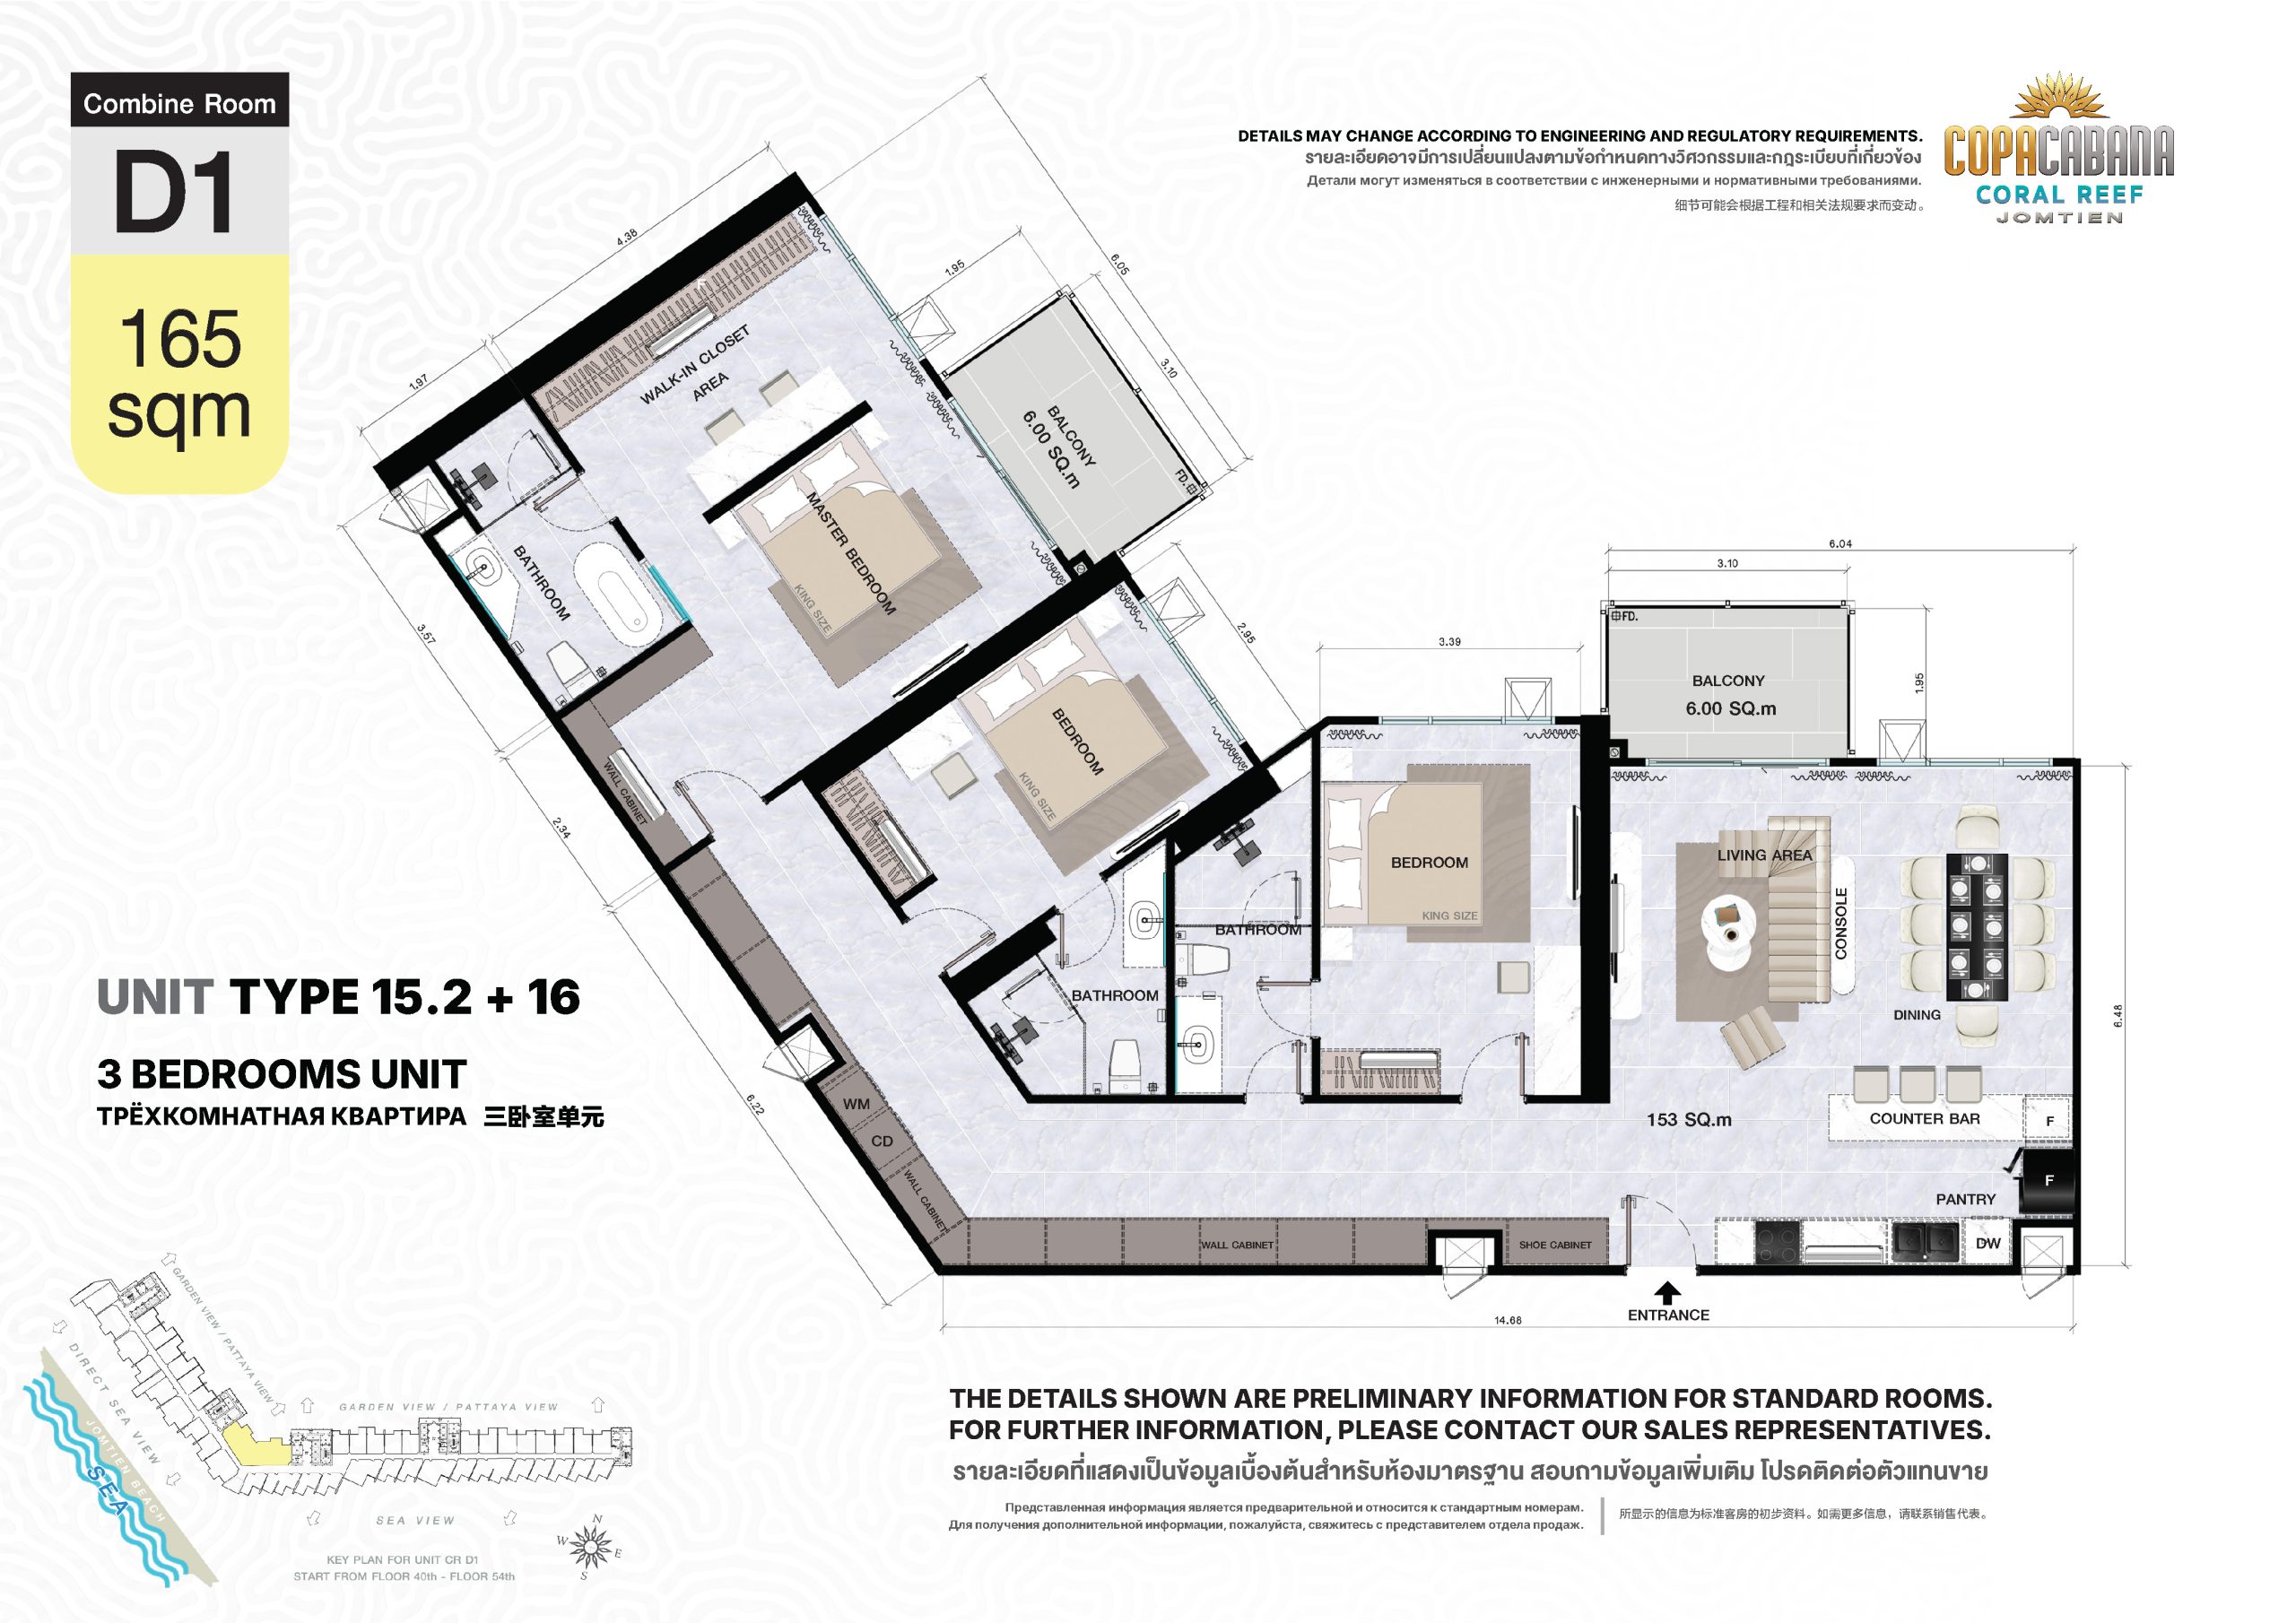 Combine Room
D1
165
sqm
DETAILS MAY CHANGE ACCORDING TO ENGINEERING AND REGULATORY REQUIREMENTS.
รายละเอียดอาจมีการเปลี่ยนแปลงตามข้อกำหนดทางวิศวกรรมและกฎระเบียบที่เกี่ยวข้อง
Детали могут изменяться в соответствии с инженерными и нормативными требованиями.
细节可能会根据工程和相关法规要求而变动。
COPACABANA
CORAL REEF
JOMTIEN
4.38
1.97
1.95
6.05
3.10
WALK-IN CLOSET
AREA
BALCONY
6.00 SQ.m
FD.
MASTER BEDROOM
KING SIZE
BATHROOM
3.57
WALL CABINET
2.34
BEDROOM
KING SIZE
2.95
3.39
6.04
3.10
FD.
BALCONY
6.00 SQ.m
1.95
BEDROOM
KING SIZE
BATHROOM
BATHROOM
LIVING AREA
CONSOLE
DINING
6.48
COUNTER BAR
F
153 SQ.m
F
PANTRY
DW
WM
CD
WALL CABINET
6.22
WALL CABINET
SHOE CABINET
ENTRANCE
14.68
UNIT TYPE 15.2 + 16
3 BEDROOMS UNIT
ТРЁХКОМНАТНАЯ КВАРТИРА 三卧室单元
GARDEN VIEW / PATTAYA VIEW
DIRECT SEA VIEW
JOMTIEN BEACH
SEA
GARDEN VIEW / PATTAYA VIEW
SEA VIEW
N
W
E
S
KEY PLAN FOR UNIT CR D1
START FROM FLOOR 40th - FLOOR 54th
THE DETAILS SHOWN ARE PRELIMINARY INFORMATION FOR STANDARD ROOMS.
FOR FURTHER INFORMATION, PLEASE CONTACT OUR SALES REPRESENTATIVES.
รายละเอียดที่แสดงเป็นข้อมูลเบื้องต้นสำหรับห้องมาตรฐาน สอบถามข้อมูลเพิ่มเติม โปรดติดต่อตัวแทนขาย
Представленная информация является предварительной и относится к стандартным номерам.
Для получения дополнительной информации, пожалуйста, свяжитесь с представителем отдела продаж.
所显示的信息为标准客房的初步资料。如需更多信息，请联系销售代表。